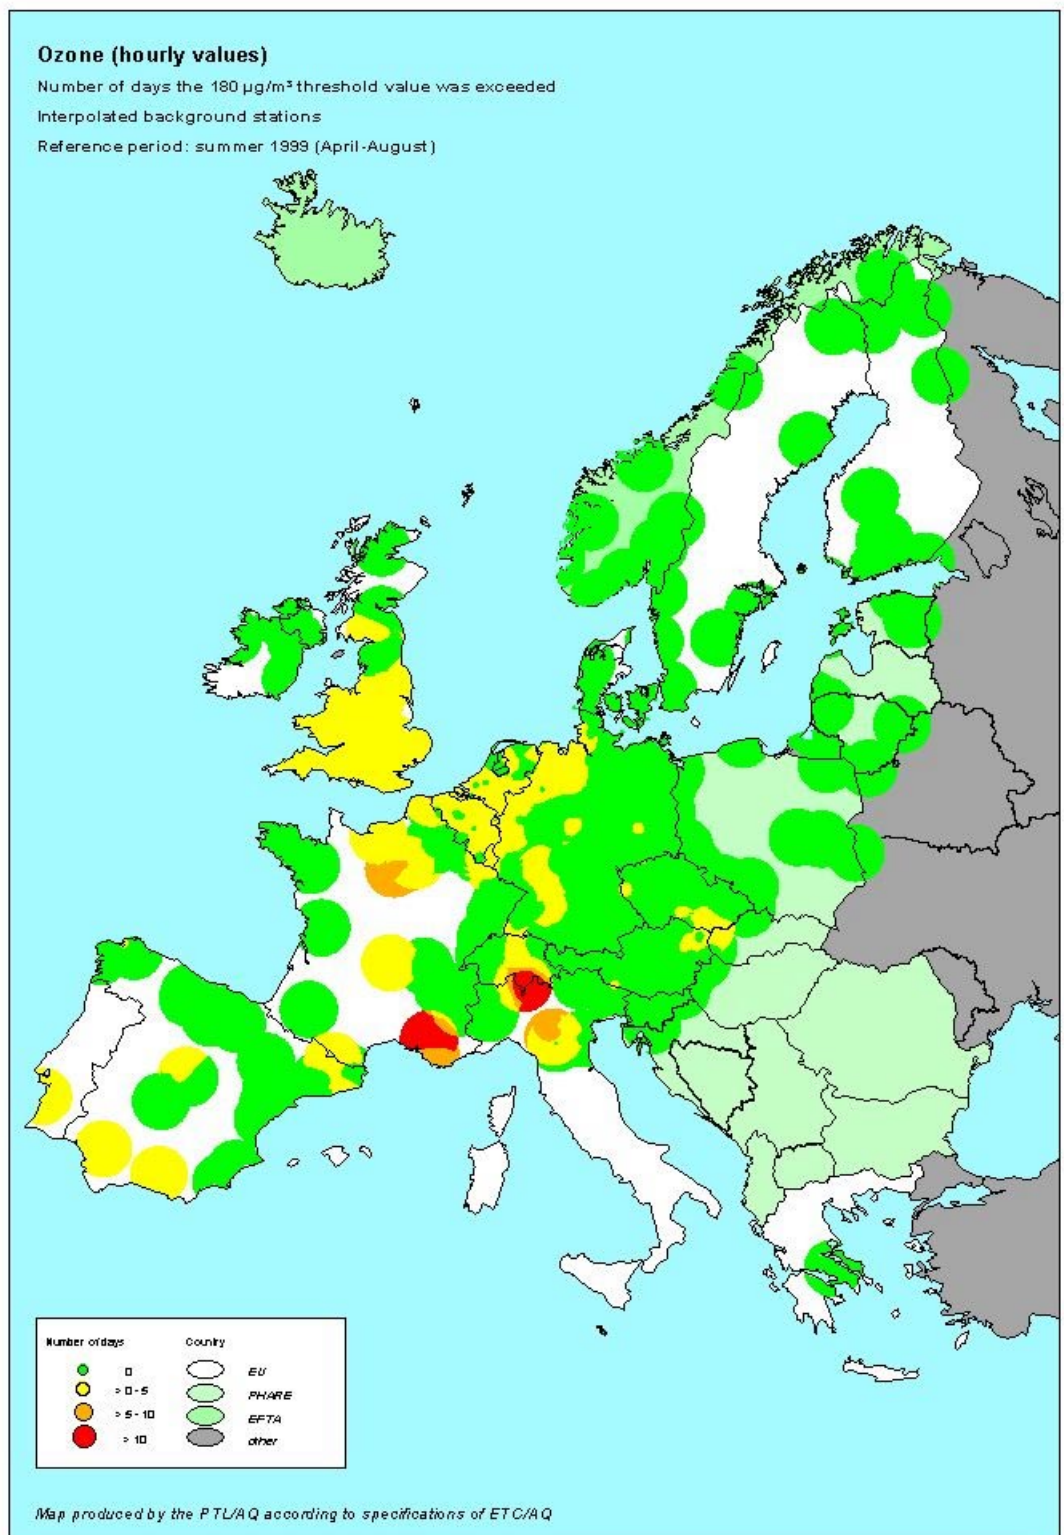 Ozone (hourly values)
Number of days the 180 µg/m³ threshold value was exceeded
Interpolated background stations
Reference period: summer 1999 (April-August)
Number of days
Country
0
EU
> 0 - 5
PHARE
> 5 - 10
EFTA
> 10
other
Map produced by the PTL/AQ according to specifications of ETC/AQ